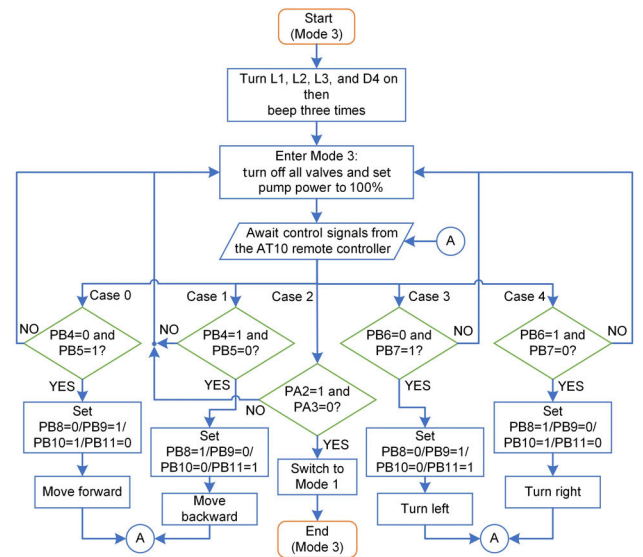 Start
(Mode 3)
Turn L1, L2, L3, and D4 on
then
beep three times
Enter Mode 3:
turn off all valves and set
pump power to 100%
Await control signals from
the AT10 remote controller
A
Case 0
Case 1
Case 2
Case 3
Case 4
NO
PB4=0 and
PB5=1?
YES
NO
PB4=1 and
PB5=0?
YES
NO
PA2=1 and
PA3=0?
YES
PB6=0 and
PB7=1?
NO
YES
PB6=1 and
PB7=0?
NO
YES
Set
PB8=0/PB9=1/
PB10=1/PB11=0
Set
PB8=1/PB9=0/
PB10=0/PB11=1
Switch to
Mode 1
Set
PB8=0/PB9=1/
PB10=0/PB11=1
Set
PB8=1/PB9=0/
PB10=1/PB11=0
Move forward
Move
backward
Turn left
Turn right
A
End
(Mode 3)
A